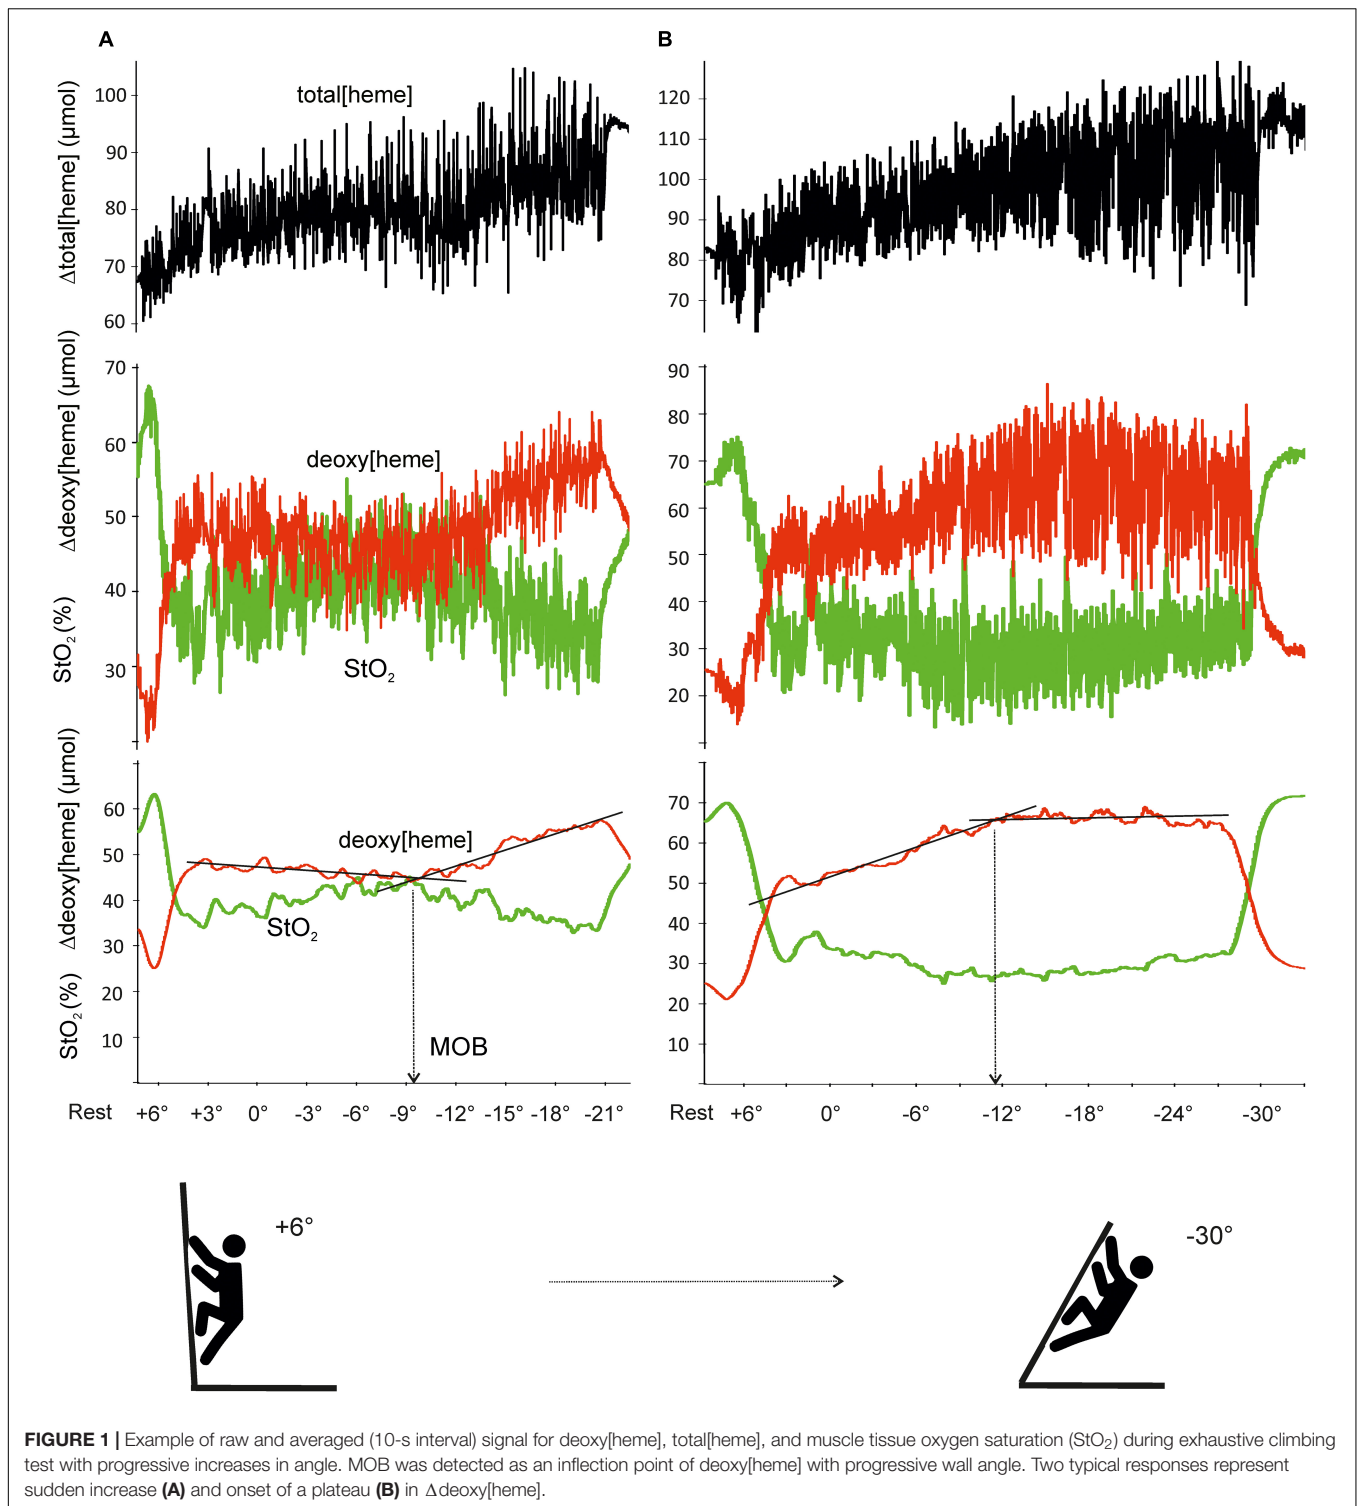 A
B
Δtotal[heme] (µmol)
100
90
80
70
60
total[heme]
120
110
100
90
80
70
Δdeoxy[heme] (µmol)
StO2 (%)
70
60
50
40
30
deoxy[heme]
StO2
90
80
70
60
50
40
30
20
Δdeoxy[heme] (µmol)
StO2 (%)
60
50
40
30
20
10
deoxy[heme]
StO2
MOB
70
60
50
40
30
20
10
Rest +6° +3° 0° -3° -6° -9° -12° -15° -18° -21°
Rest +6° 0° -6° -12° -18° -24° -30°
+6°
-30°
FIGURE 1 | Example of raw and averaged (10-s interval) signal for deoxy[heme], total[heme], and muscle tissue oxygen saturation (StO2) during exhaustive climbing
test with progressive increases in angle. MOB was detected as an inflection point of deoxy[heme] with progressive wall angle. Two typical responses represent
sudden increase (A) and onset of a plateau (B) in Δdeoxy[heme].